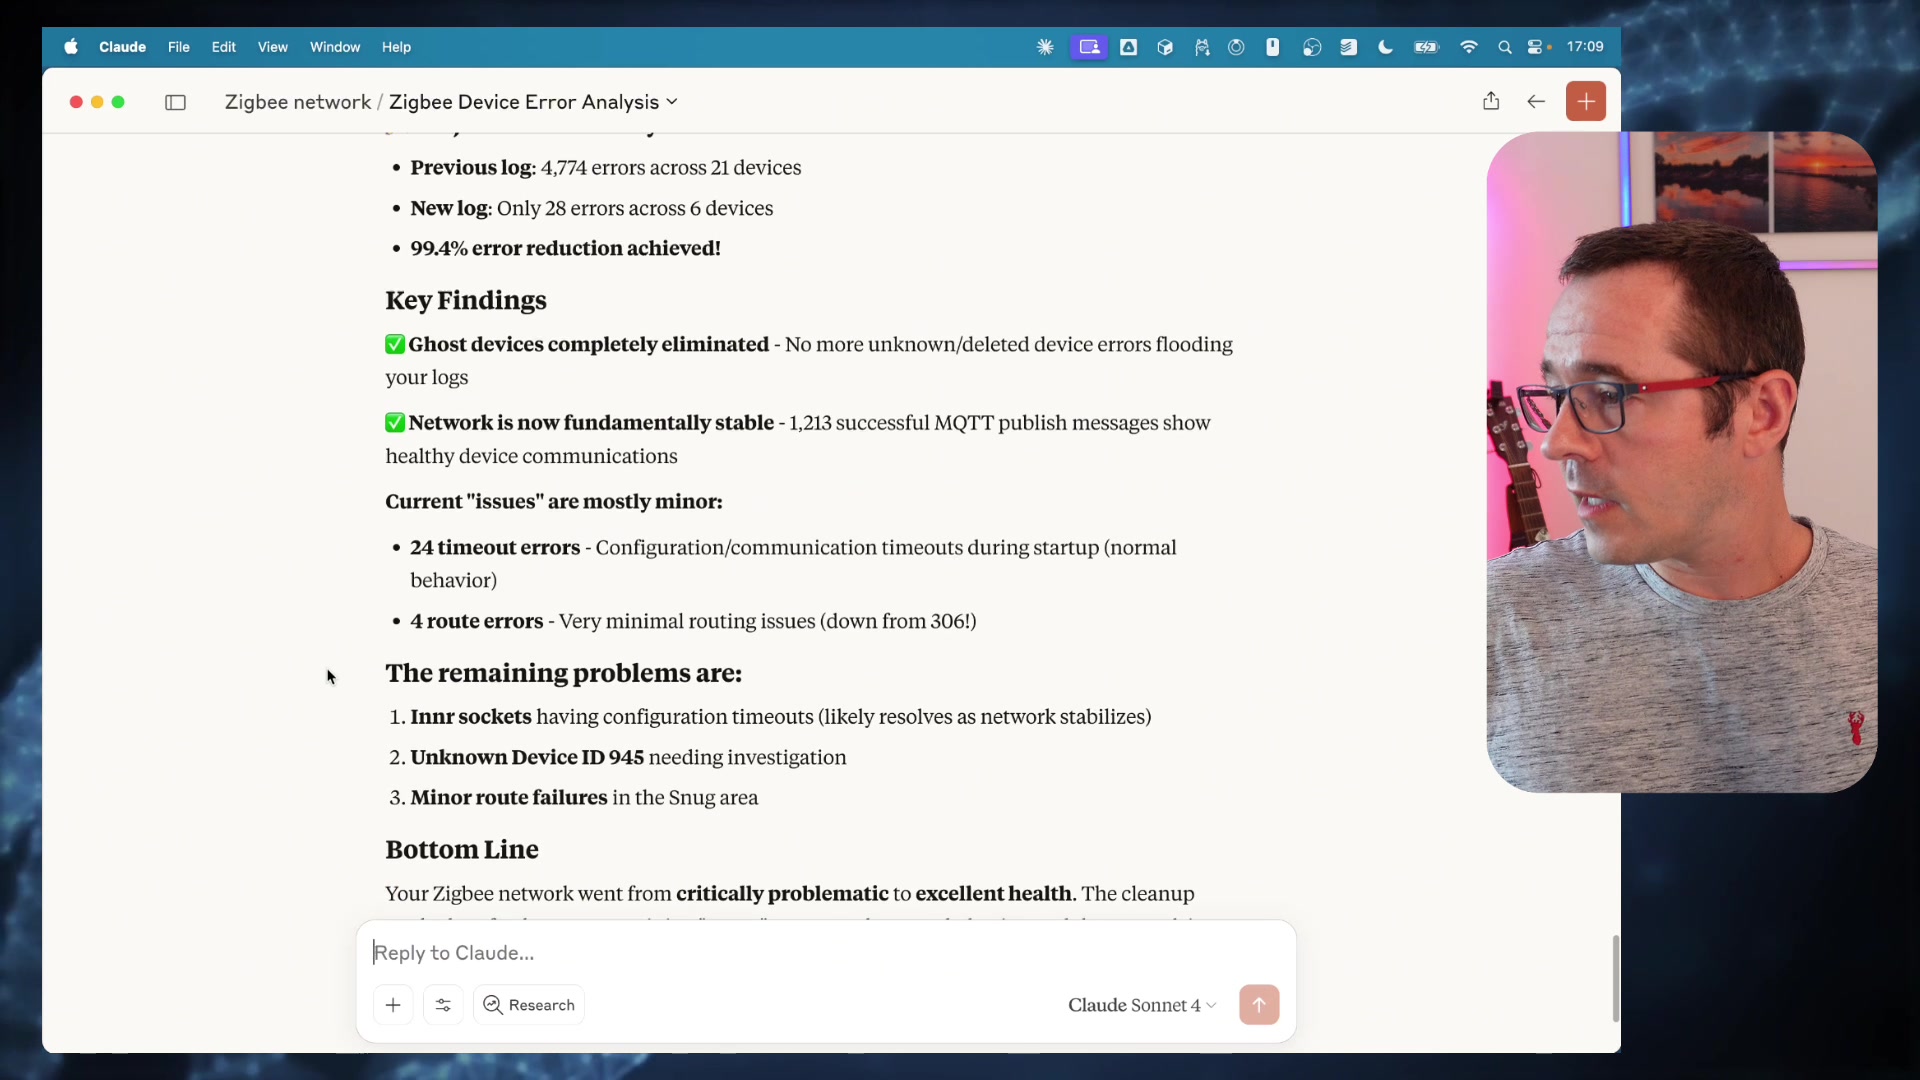 Claude File Edit View Window Help 17:09
Zigbee network / Zigbee Device Error Analysis
• Previous log: 4,774 errors across 21 devices
• New log: Only 28 errors across 6 devices
• 99.4% error reduction achieved!
Key Findings
✅ Ghost devices completely eliminated - No more unknown/deleted device errors flooding
your logs
✅ Network is now fundamentally stable - 1,213 successful MQTT publish messages show
healthy device communications
Current "issues" are mostly minor:
• 24 timeout errors - Configuration/communication timeouts during startup (normal
behavior)
• 4 route errors - Very minimal routing issues (down from 306!)
The remaining problems are:
1. Innr sockets having configuration timeouts (likely resolves as network stabilizes)
2. Unknown Device ID 945 needing investigation
3. Minor route failures in the Snug area
Bottom Line
Your Zigbee network went from critically problematic to excellent health. The cleanup
Reply to Claude...
Research
Claude Sonnet 4